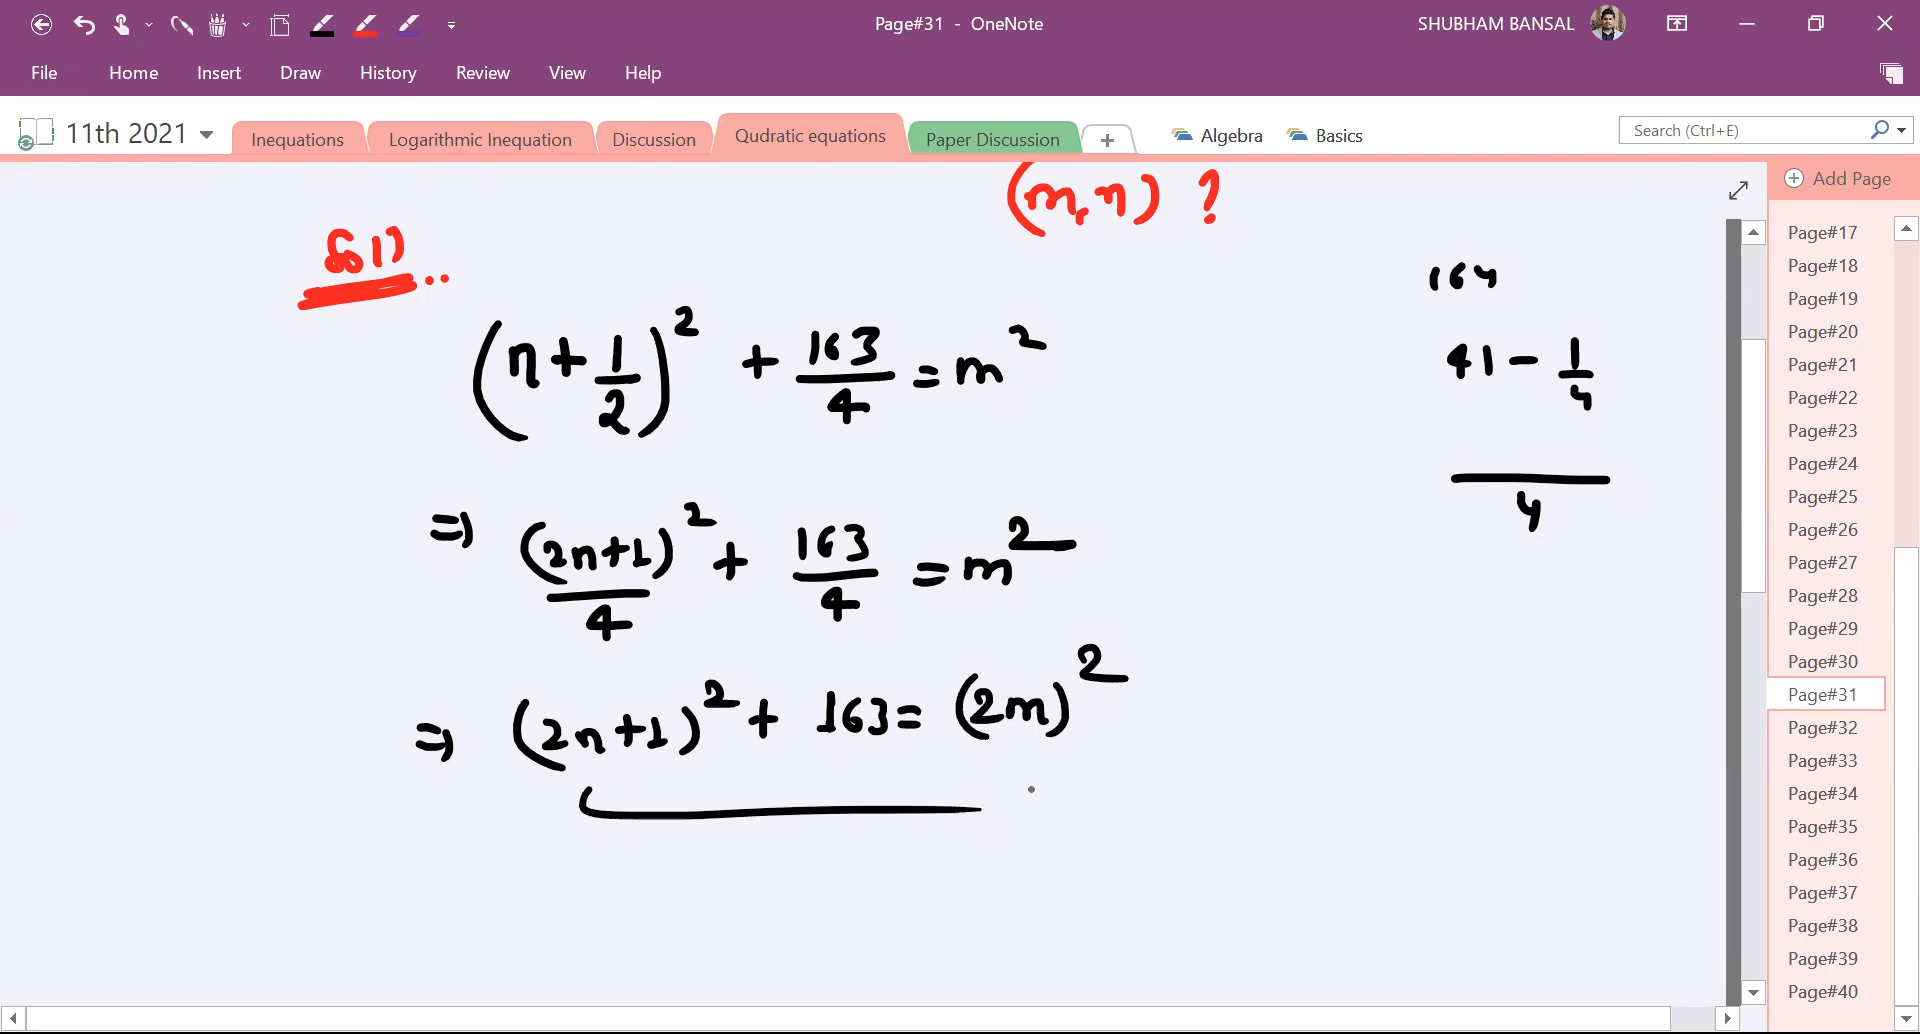 Page#31 - OneNote
SHUBHAM BANSAL
File Home Insert Draw History Review View Help
11th 2021
Inequations
Logarithmic Inequation
Discussion
Qudratic equations
Paper Discussion
+
Algebra
Basics
Search (Ctrl+E)
(m, n) ?
Sol)
(n + 1/2)² + 163/4 = m²
⇒ (2n+1)²/4 + 163/4 = m²
⇒ (2n+1)² + 163 = (2m)²
164
41 - 1/4
4
Add Page
Page#17
Page#18
Page#19
Page#20
Page#21
Page#22
Page#23
Page#24
Page#25
Page#26
Page#27
Page#28
Page#29
Page#30
Page#31
Page#32
Page#33
Page#34
Page#35
Page#36
Page#37
Page#38
Page#39
Page#40